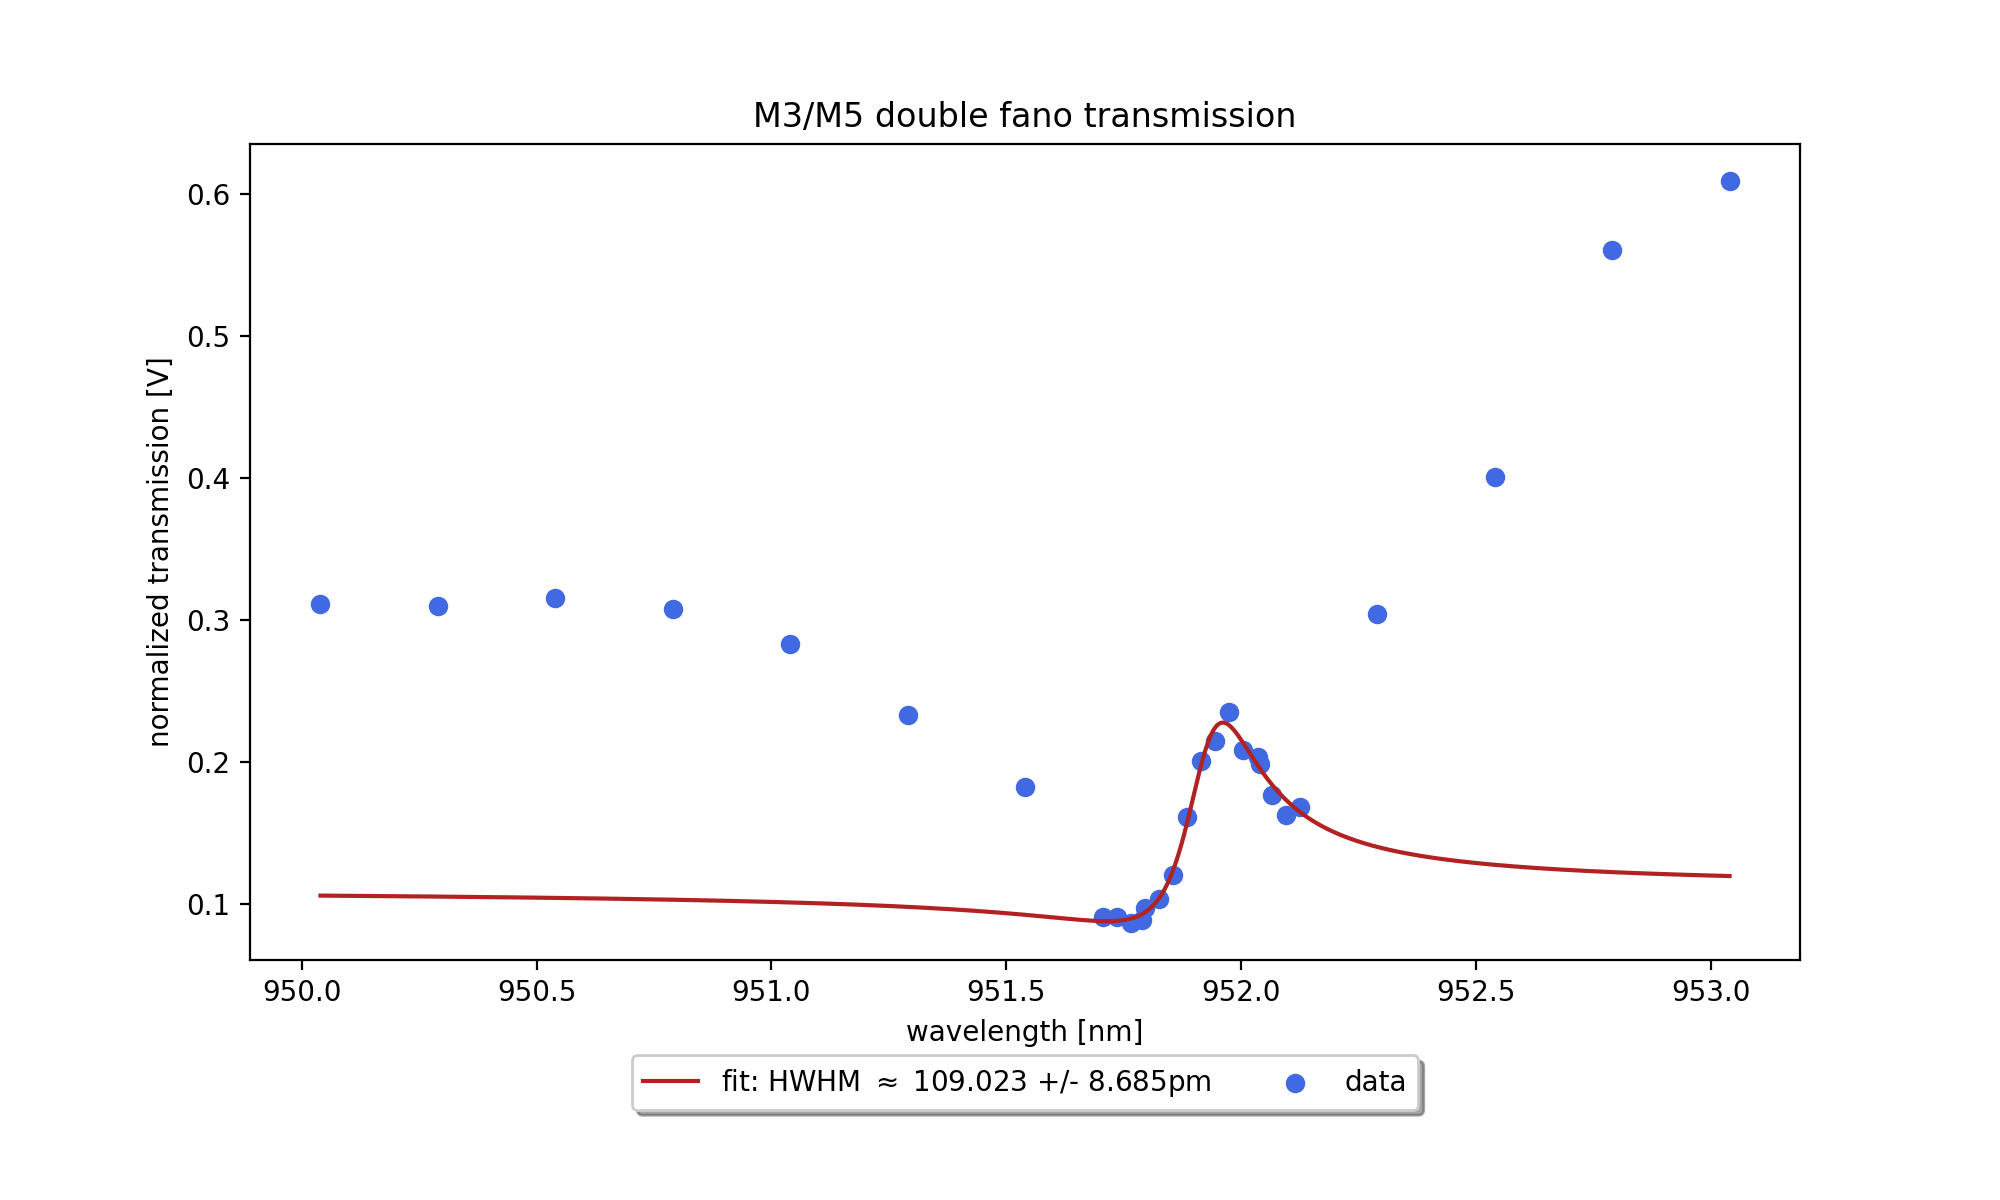 M3/M5 double fano transmission
normalized transmission [V]
0.6
0.5
0.4
0.3
0.2
0.1
950.0 950.5 951.0 951.5 952.0 952.5 953.0
wavelength [nm]
fit: HWHM ≈ 109.023 +/- 8.685pm data